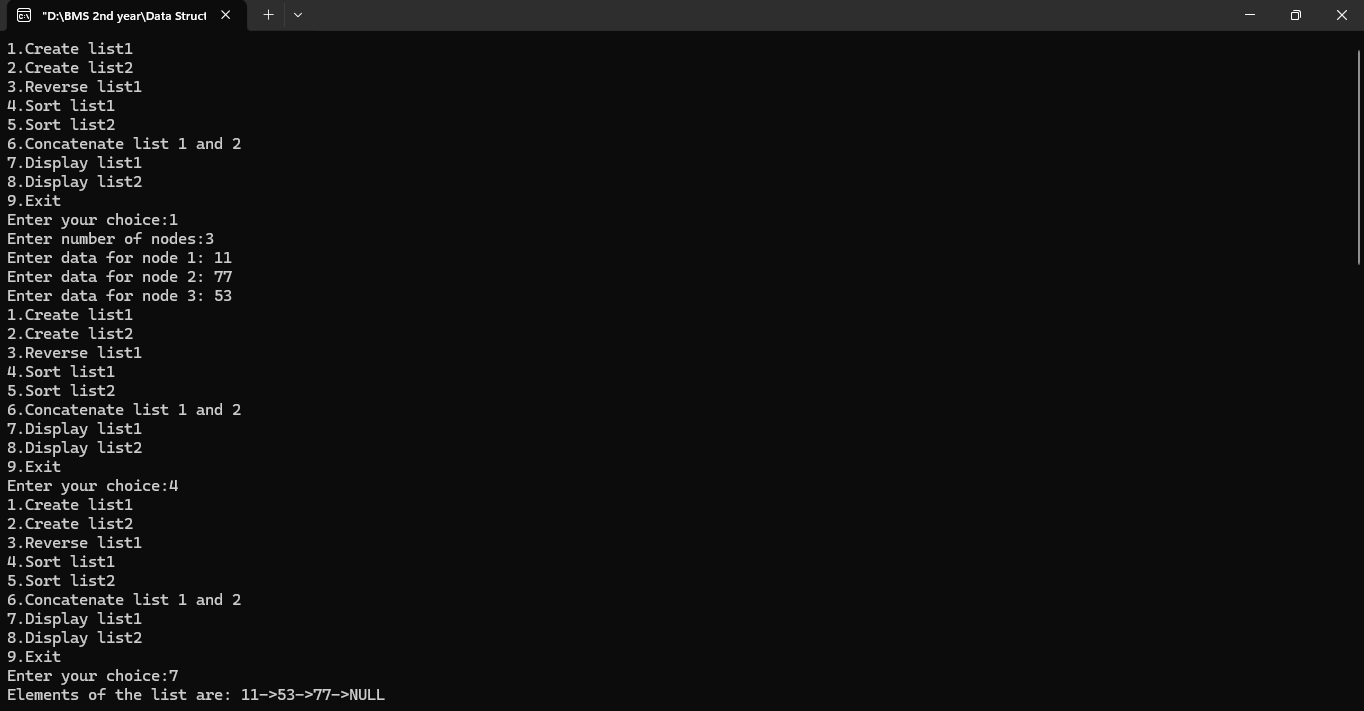 "D:\BMS 2nd year\Data Struct
1.Create list1
2.Create list2
3.Reverse list1
4.Sort list1
5.Sort list2
6.Concatenate list 1 and 2
7.Display list1
8.Display list2
9.Exit
Enter your choice:1
Enter number of nodes:3
Enter data for node 1: 11
Enter data for node 2: 77
Enter data for node 3: 53
1.Create list1
2.Create list2
3.Reverse list1
4.Sort list1
5.Sort list2
6.Concatenate list 1 and 2
7.Display list1
8.Display list2
9.Exit
Enter your choice:4
1.Create list1
2.Create list2
3.Reverse list1
4.Sort list1
5.Sort list2
6.Concatenate list 1 and 2
7.Display list1
8.Display list2
9.Exit
Enter your choice:7
Elements of the list are: 11->53->77->NULL